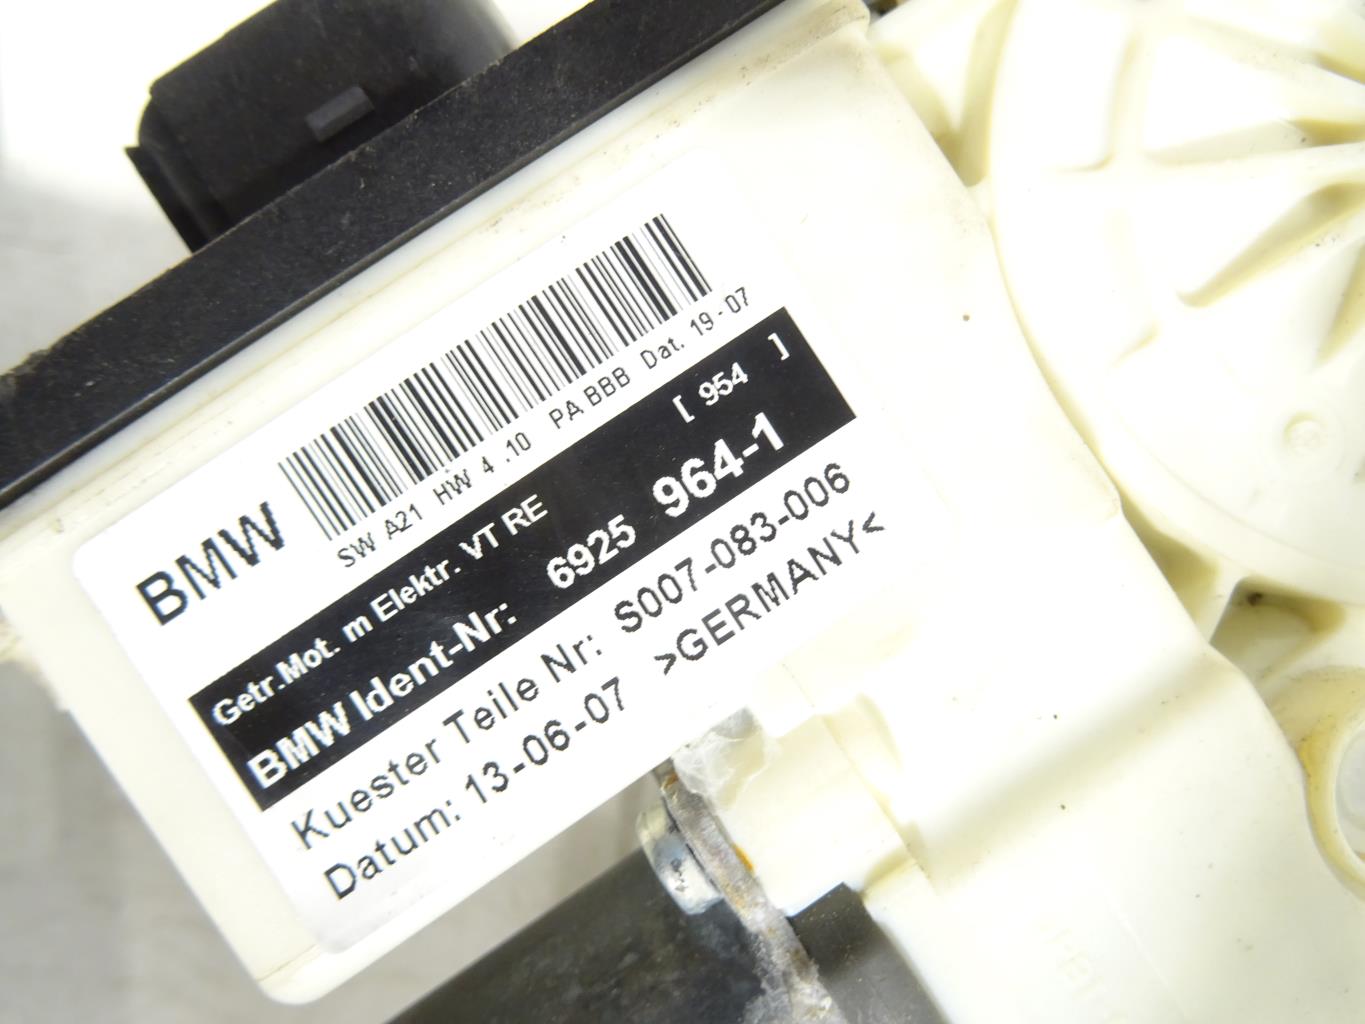 BMW
SW A21 HW 4 .10 PA BBB Dat. 19-07
Getr.Mot. m Elektr. VT RE [ 954 ]
BMW Ident-Nr: 6925 964-1
Kuester Teile Nr: S007-083-006
Datum: 13-06-07 >GERMANY<